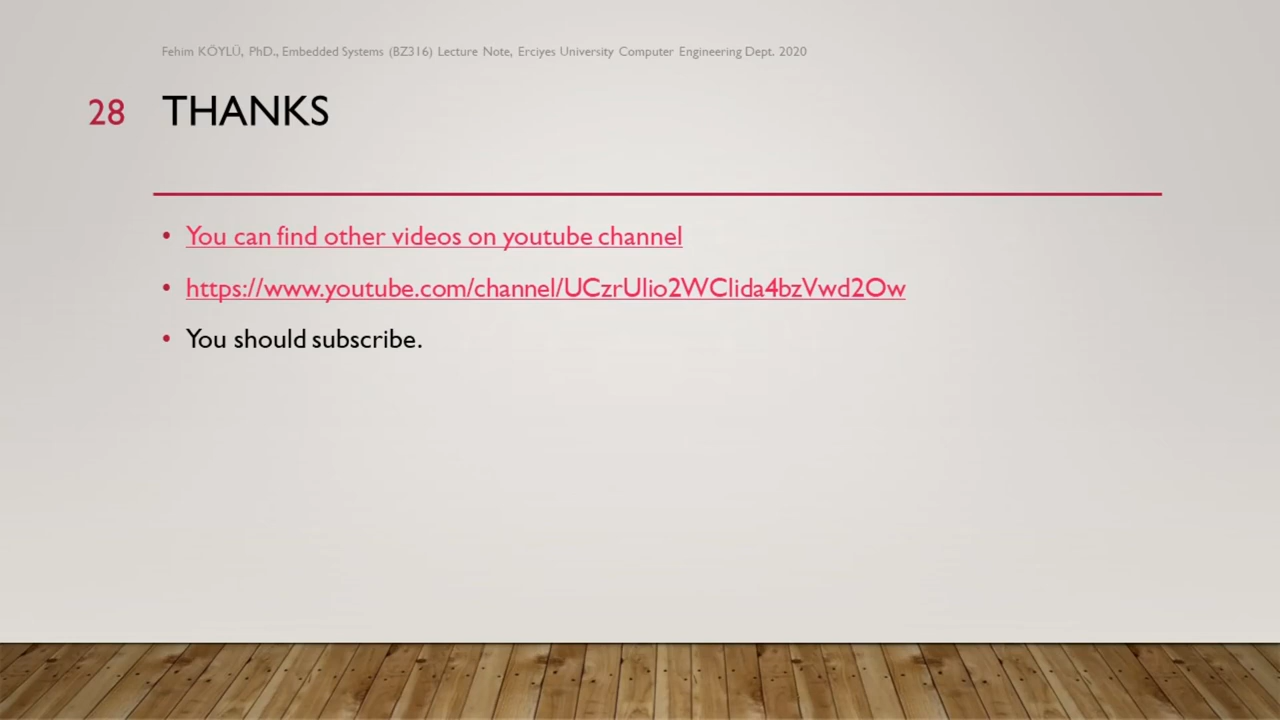 Fehim KÖYLÜ, PhD., Embedded Systems (BZ316) Lecture Note, Erciyes University Computer Engineering Dept. 2020
28 THANKS
• You can find other videos on youtube channel
• https://www.youtube.com/channel/UCzrUlio2WClida4bzVwd2Ow
• You should subscribe.